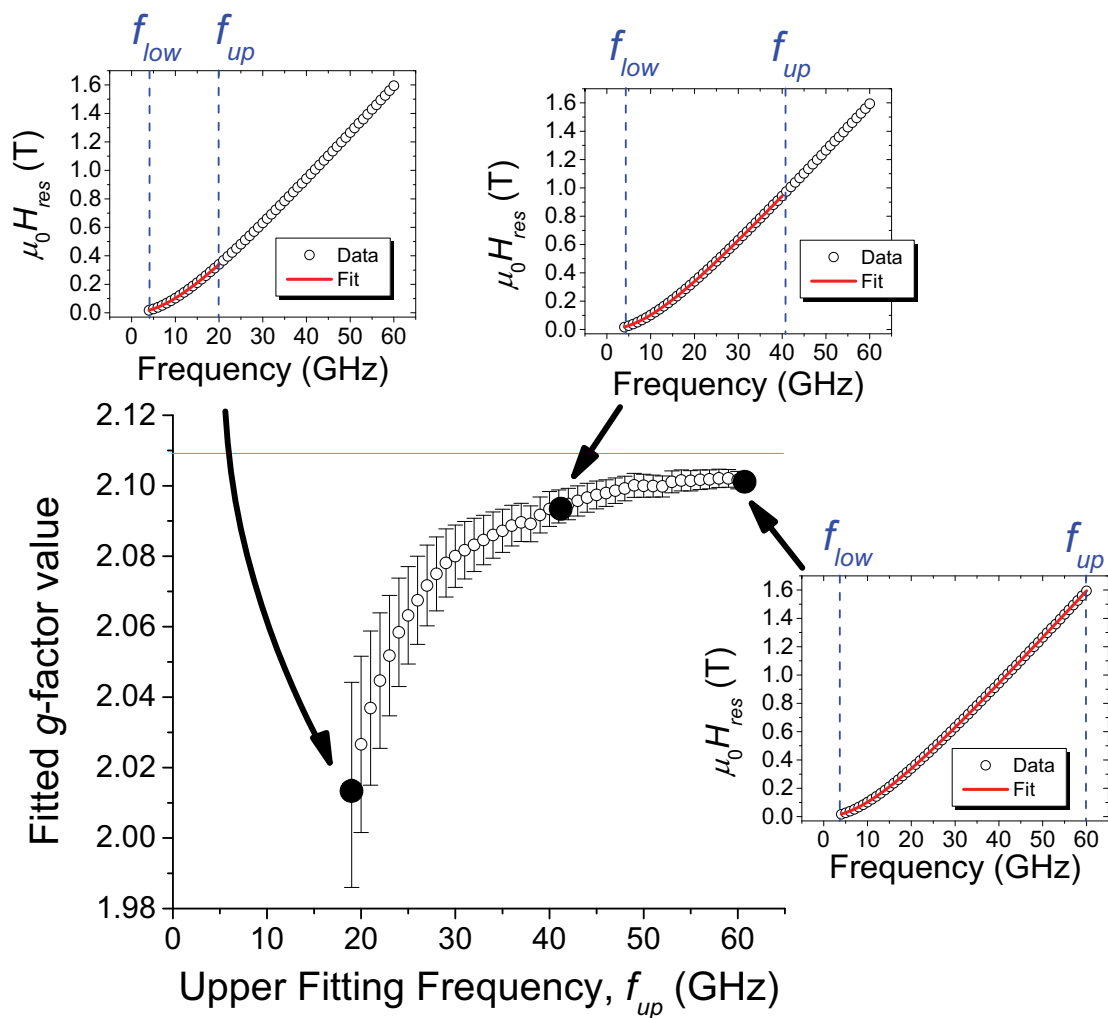 f_low f_up
1.6
1.4
1.2
1.0
0.8
0.6
0.4
0.2
0.0
μ₀H_res (T)
Data
Fit
0 10 20 30 40 50 60
Frequency (GHz)
f_low f_up
1.6
1.4
1.2
1.0
0.8
0.6
0.4
0.2
0.0
μ₀H_res (T)
Data
Fit
0 10 20 30 40 50 60
Frequency (GHz)
2.12
2.10
2.08
2.06
2.04
2.02
2.00
1.98
Fitted g-factor value
0 10 20 30 40 50 60
Upper Fitting Frequency, f_up (GHz)
f_low f_up
1.6
1.4
1.2
1.0
0.8
0.6
0.4
0.2
0.0
μ₀H_res (T)
Data
Fit
0 10 20 30 40 50 60
Frequency (GHz)